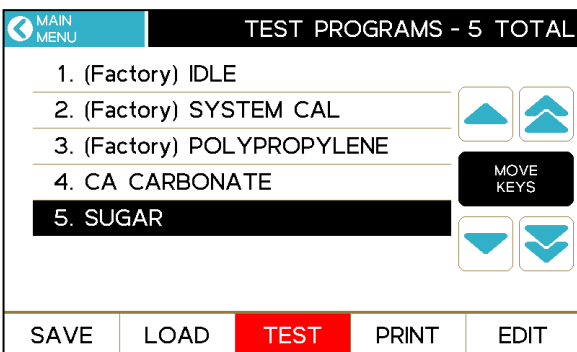 MAIN
MENU
TEST PROGRAMS - 5 TOTAL
1. (Factory) IDLE
2. (Factory) SYSTEM CAL
3. (Factory) POLYPROPYLENE
4. CA CARBONATE
5. SUGAR
MOVE
KEYS
SAVE LOAD TEST PRINT EDIT